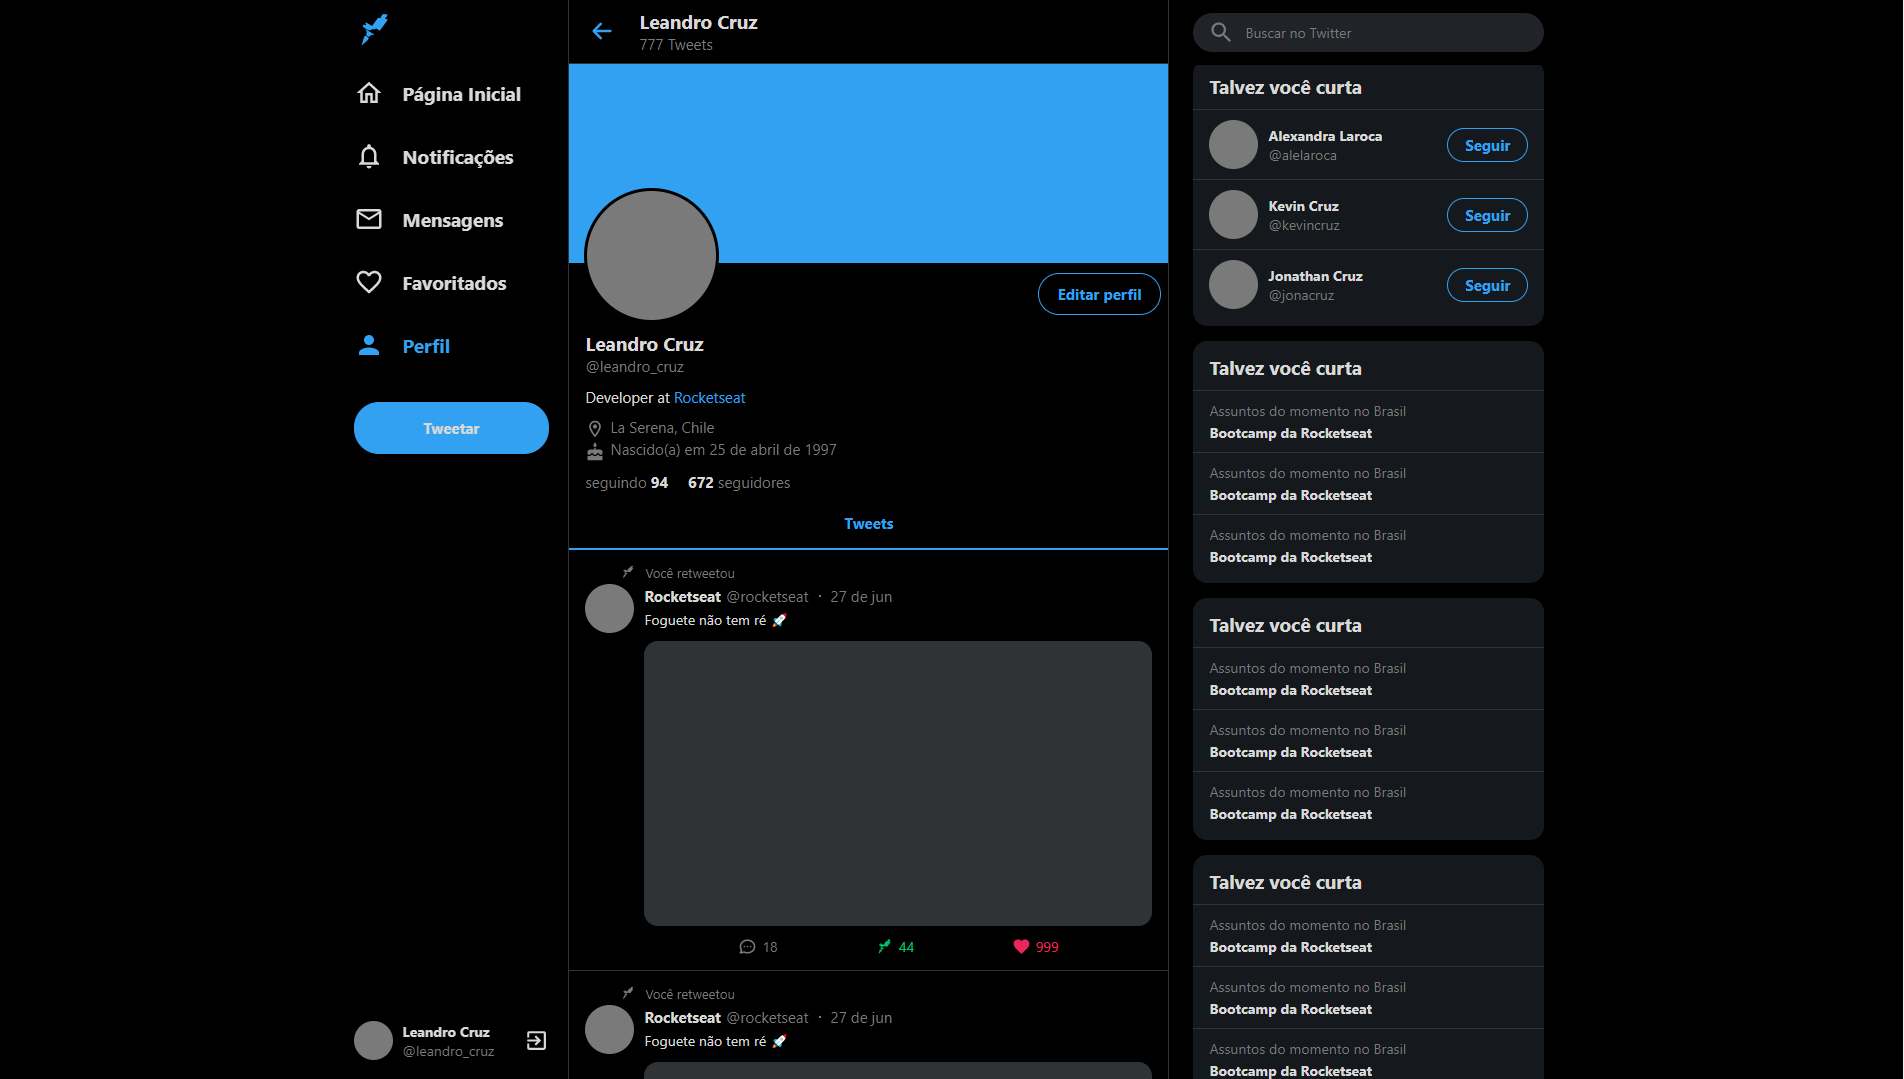 Página Inicial
Notificações
Mensagens
Favoritados
Perfil
Tweetar
Leandro Cruz
@leandro_cruz
Leandro Cruz
777 Tweets
Editar perfil
Leandro Cruz
@leandro_cruz
Developer at Rocketseat
La Serena, Chile
Nascido(a) em 25 de abril de 1997
seguindo 94 672 seguidores
Tweets
Você retweetou
Rocketseat @rocketseat · 27 de jun
Foguete não tem ré 🚀
18 44 999
Você retweetou
Rocketseat @rocketseat · 27 de jun
Foguete não tem ré 🚀
Buscar no Twitter
Talvez você curta
Alexandra Laroca
@alelaroca
Seguir
Kevin Cruz
@kevincruz
Seguir
Jonathan Cruz
@jonacruz
Seguir
Talvez você curta
Assuntos do momento no Brasil
Bootcamp da Rocketseat
Assuntos do momento no Brasil
Bootcamp da Rocketseat
Assuntos do momento no Brasil
Bootcamp da Rocketseat
Talvez você curta
Assuntos do momento no Brasil
Bootcamp da Rocketseat
Assuntos do momento no Brasil
Bootcamp da Rocketseat
Assuntos do momento no Brasil
Bootcamp da Rocketseat
Talvez você curta
Assuntos do momento no Brasil
Bootcamp da Rocketseat
Assuntos do momento no Brasil
Bootcamp da Rocketseat
Assuntos do momento no Brasil
Bootcamp da Rocketseat